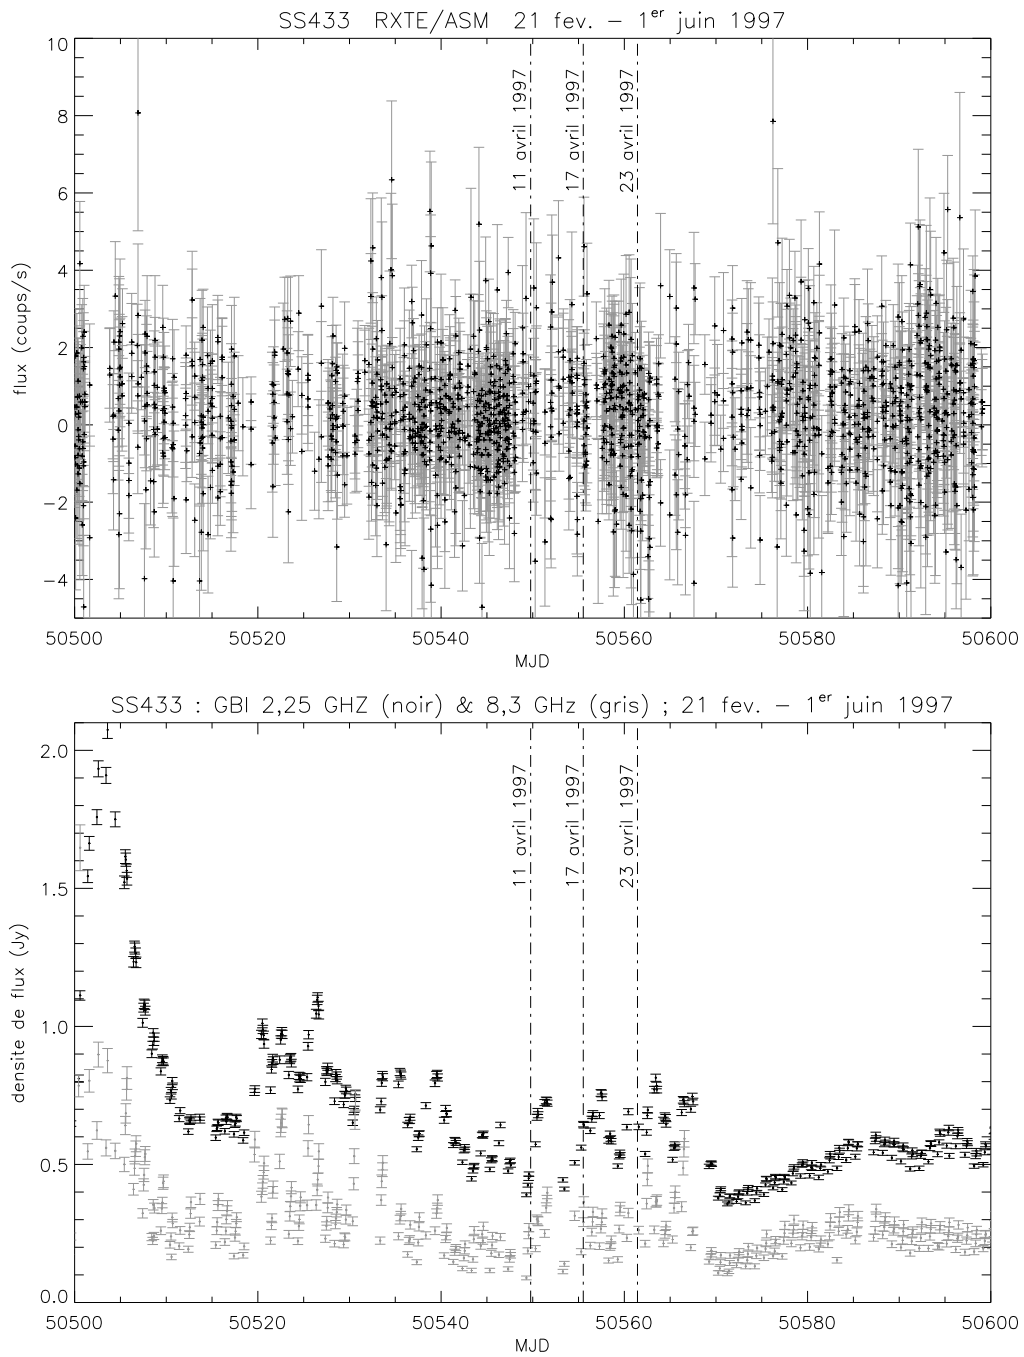 SS433 RXTE/ASM 21 fev. – 1er juin 1997
10
8
6
4
2
0
−2
−4
flux (coups/s)
11 avril 1997
17 avril 1997
23 avril 1997
50500 50520 50540 50560 50580 50600
MJD
SS433 : GBI 2,25 GHZ (noir) & 8,3 GHz (gris) ; 21 fev. – 1er juin 1997
2.0
1.5
1.0
0.5
0.0
densite de flux (Jy)
11 avril 1997
17 avril 1997
23 avril 1997
50500 50520 50540 50560 50580 50600
MJD